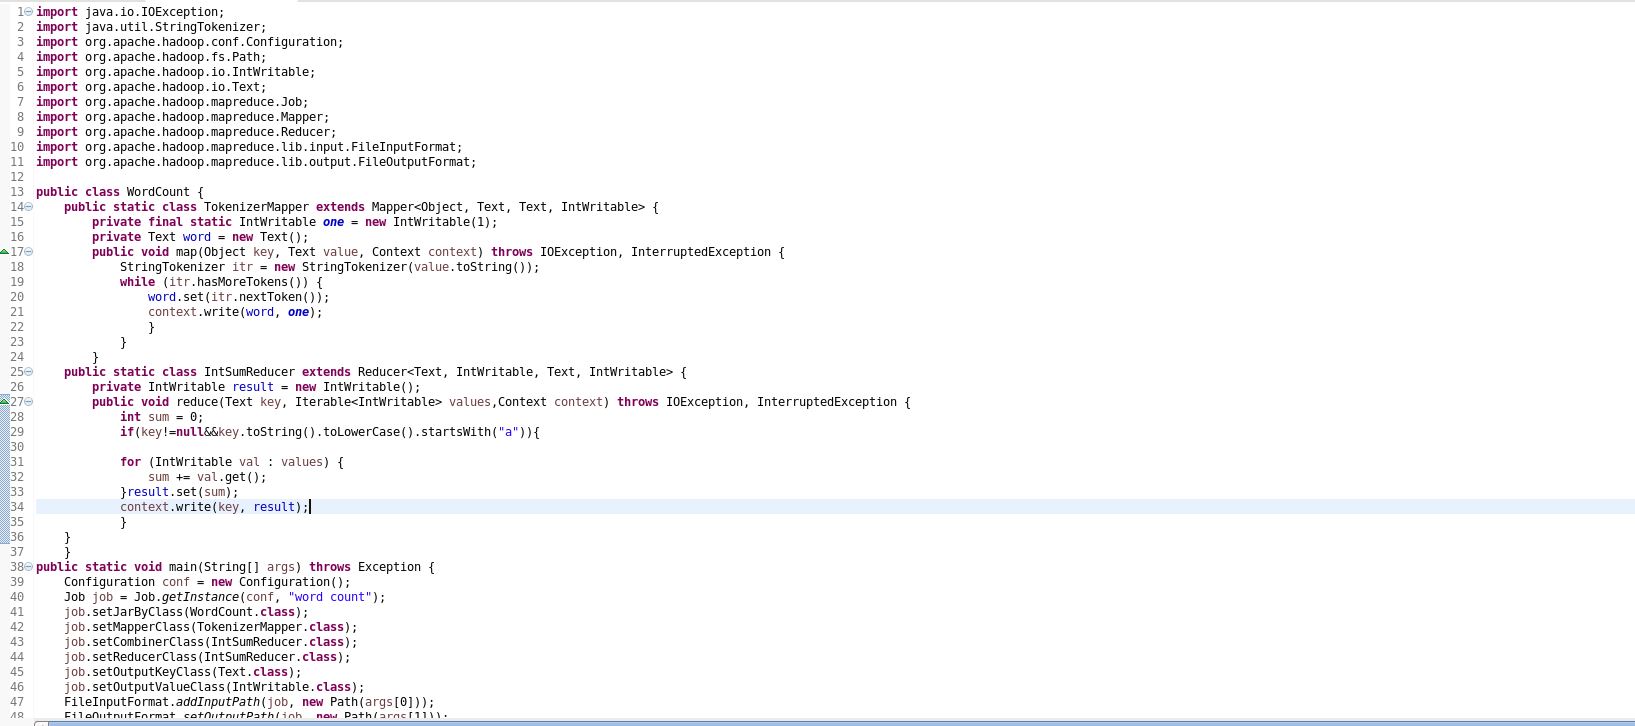 1 import java.io.IOException;
2 import java.util.StringTokenizer;
3 import org.apache.hadoop.conf.Configuration;
4 import org.apache.hadoop.fs.Path;
5 import org.apache.hadoop.io.IntWritable;
6 import org.apache.hadoop.io.Text;
7 import org.apache.hadoop.mapreduce.Job;
8 import org.apache.hadoop.mapreduce.Mapper;
9 import org.apache.hadoop.mapreduce.Reducer;
10 import org.apache.hadoop.mapreduce.lib.input.FileInputFormat;
11 import org.apache.hadoop.mapreduce.lib.output.FileOutputFormat;
12
13 public class WordCount {
14     public static class TokenizerMapper extends Mapper<Object, Text, Text, IntWritable> {
15         private final static IntWritable one = new IntWritable(1);
16         private Text word = new Text();
17         public void map(Object key, Text value, Context context) throws IOException, InterruptedException {
18             StringTokenizer itr = new StringTokenizer(value.toString());
19             while (itr.hasMoreTokens()) {
20                 word.set(itr.nextToken());
21                 context.write(word, one);
22                 }
23             }
24         }
25     public static class IntSumReducer extends Reducer<Text, IntWritable, Text, IntWritable> {
26         private IntWritable result = new IntWritable();
27         public void reduce(Text key, Iterable<IntWritable> values,Context context) throws IOException, InterruptedException {
28             int sum = 0;
29             if(key!=null&&key.toString().toLowerCase().startsWith("a")){
30
31             for (IntWritable val : values) {
32                 sum += val.get();
33             }result.set(sum);
34             context.write(key, result);
35             }
36     }
37     }
38 public static void main(String[] args) throws Exception {
39     Configuration conf = new Configuration();
40     Job job = Job.getInstance(conf, "word count");
41     job.setJarByClass(WordCount.class);
42     job.setMapperClass(TokenizerMapper.class);
43     job.setCombinerClass(IntSumReducer.class);
44     job.setReducerClass(IntSumReducer.class);
45     job.setOutputKeyClass(Text.class);
46     job.setOutputValueClass(IntWritable.class);
47     FileInputFormat.addInputPath(job, new Path(args[0]));
48     FileOutputFormat.setOutputPath(job, new Path(args[1]));